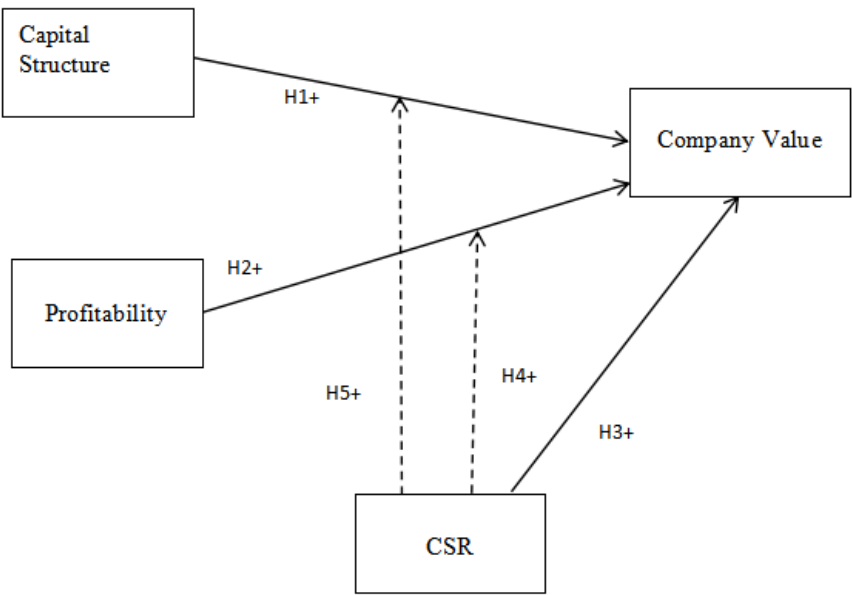 Capital
Structure
H1+
Company Value
H2+
Profitability
H4+
H5+
H3+
CSR